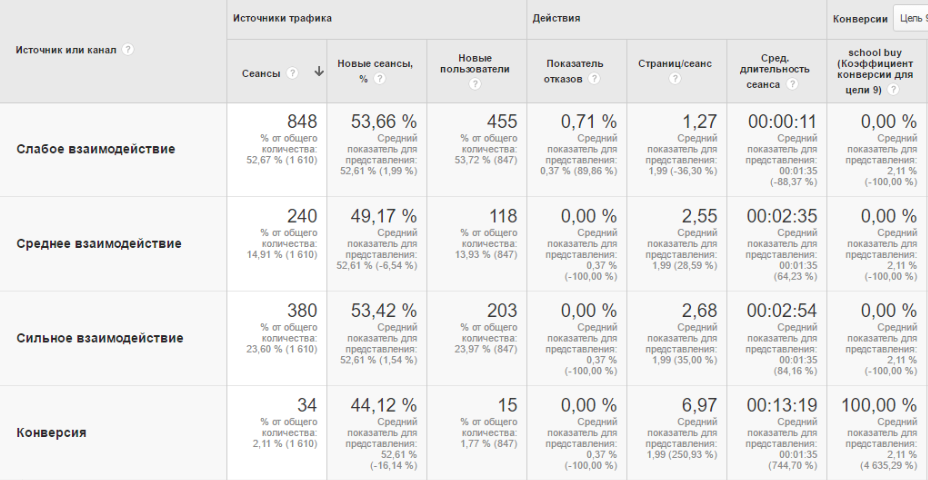 Источники трафика
Действия
Конверсии
Цель 9
Источник или канал ?
Сеансы ?
Новые сеансы,
% ?
Новые
пользователи
?
Показатель
отказов ?
Страниц/сеанс
?
Сред.
длительность
сеанса ?
school buy
(Коэффициент
конверсии для
цели 9) ?
Слабое взаимодействие
848
% от общего
количества:
52,67 % (1 610)
53,66 %
Средний
показатель для
представления:
52,61 % (1,99 %)
455
% от общего
количества:
53,72 % (847)
0,71 %
Средний
показатель для
представления:
0,37 % (89,86 %)
1,27
Средний
показатель для
представления:
1,99 (-36,30 %)
00:00:11
Средний
показатель для
представления:
00:01:35
(-88,37 %)
0,00 %
Средний
показатель для
представления:
2,11 %
(-100,00 %)
Среднее взаимодействие
240
% от общего
количества:
14,91 % (1 610)
49,17 %
Средний
показатель для
представления:
52,61 % (-6,54 %)
118
% от общего
количества:
13,93 % (847)
0,00 %
Средний
показатель для
представления:
0,37 %
(-100,00 %)
2,55
Средний
показатель для
представления:
1,99 (28,59 %)
00:02:35
Средний
показатель для
представления:
00:01:35
(64,23 %)
0,00 %
Средний
показатель для
представления:
2,11 %
(-100,00 %)
Сильное взаимодействие
380
% от общего
количества:
23,60 % (1 610)
53,42 %
Средний
показатель для
представления:
52,61 % (1,54 %)
203
% от общего
количества:
23,97 % (847)
0,00 %
Средний
показатель для
представления:
0,37 %
(-100,00 %)
2,68
Средний
показатель для
представления:
1,99 (35,00 %)
00:02:54
Средний
показатель для
представления:
00:01:35
(84,16 %)
0,00 %
Средний
показатель для
представления:
2,11 %
(-100,00 %)
Конверсия
34
% от общего
количества:
2,11 % (1 610)
44,12 %
Средний
показатель для
представления:
52,61 %
(-16,14 %)
15
% от общего
количества:
1,77 % (847)
0,00 %
Средний
показатель для
представления:
0,37 %
(-100,00 %)
6,97
Средний
показатель для
представления:
1,99 (250,93 %)
00:13:19
Средний
показатель для
представления:
00:01:35
(744,70 %)
100,00 %
Средний
показатель для
представления:
2,11 %
(4 635,29 %)